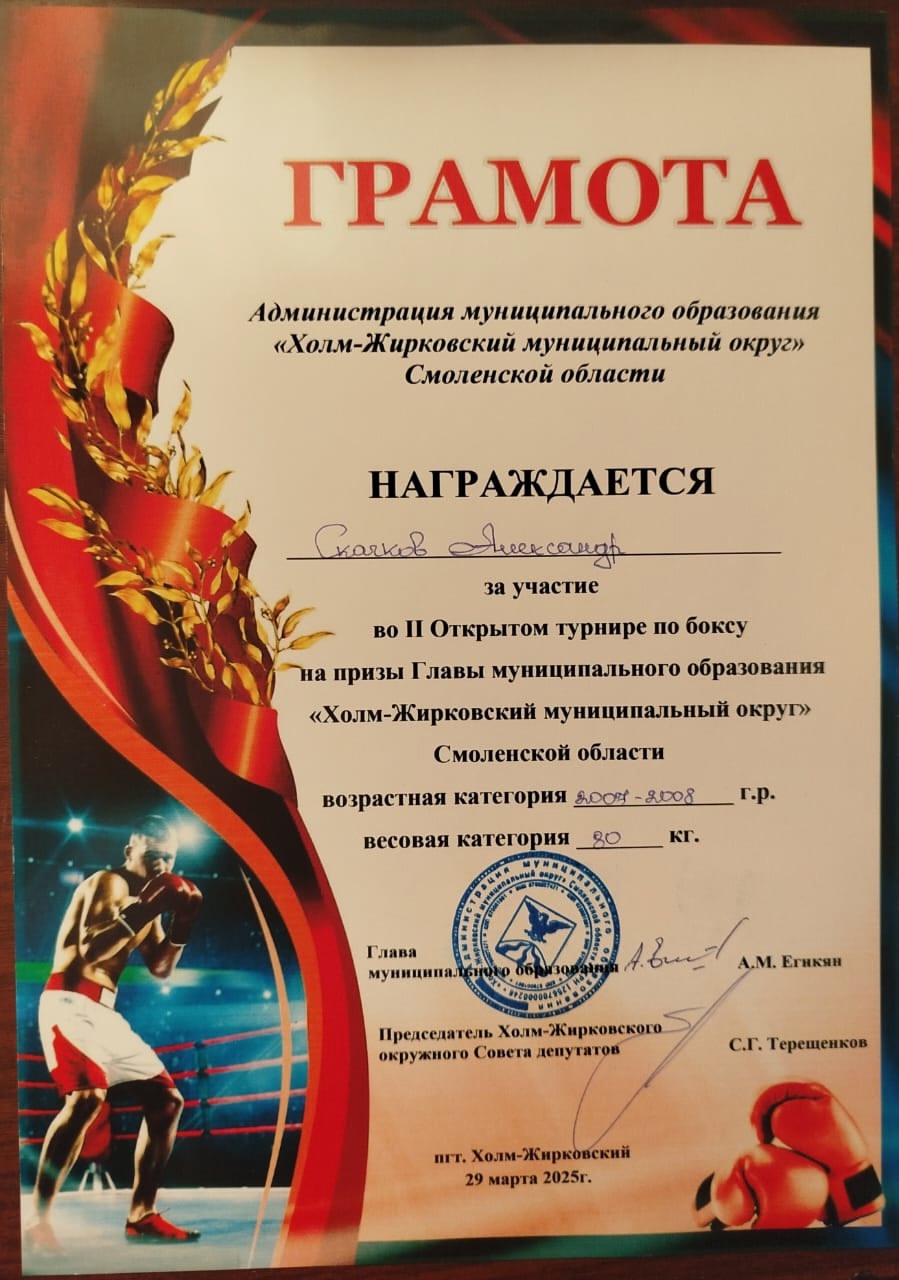 ГРАМОТА
Администрация муниципального образования
«Холм-Жирковский муниципальный округ»
Смоленской области
НАГРАЖДАЕТСЯ
Скачков Александр
за участие
во II Открытом турнире по боксу
на призы Главы муниципального образования
«Холм-Жирковский муниципальный округ»
Смоленской области
возрастная категория 2007-2008 г.р.
весовая категория 80 кг.
Глава
муниципального образования А.М. Егикян
Председатель Холм-Жирковского
окружного Совета депутатов С.Г. Терещенков
пгт. Холм-Жирковский
29 марта 2025г.